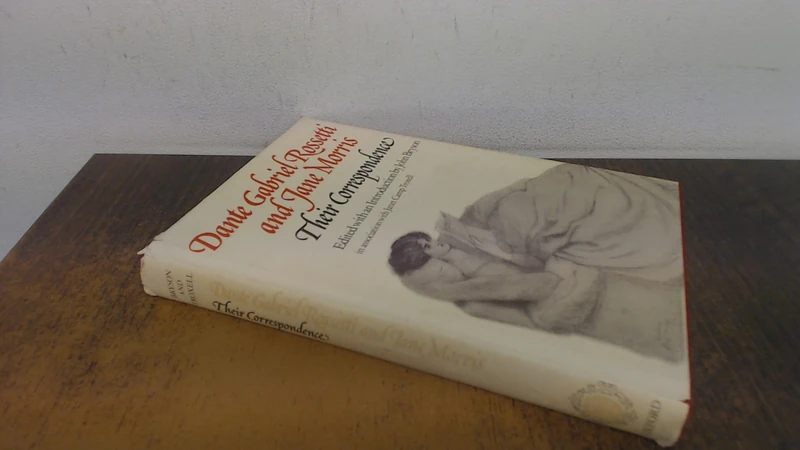 Dante Gabriel Rossetti
and Jane Morris
Their Correspondence
Edited with an Introduction by John Bryson
in association with Janet Camp Troxell
BRYSON
AND
TROXELL
Dante Gabriel Rossetti and Jane Morris
Their Correspondence
OXFORD